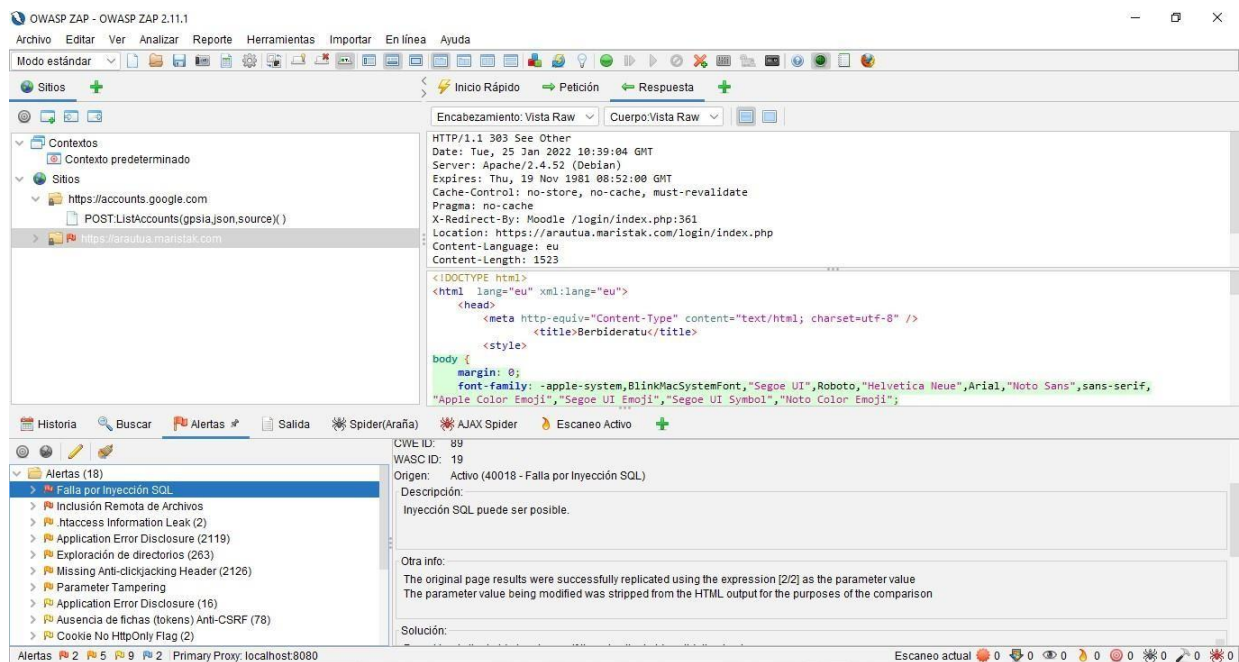 OWASP ZAP - OWASP ZAP 2.11.1
Archivo Editar Ver Analizar Reporte Herramientas Importar En línea Ayuda
Modo estándar
Sitios
Inicio Rápido Petición Respuesta
Encabezamiento: Vista Raw Cuerpo:Vista Raw
Contextos
Contexto predeterminado
Sitios
https://accounts.google.com
POST:ListAccounts(gpsia,json,source)( )
https://arautua.maristak.com
HTTP/1.1 303 See Other
Date: Tue, 25 Jan 2022 10:39:04 GMT
Server: Apache/2.4.52 (Debian)
Expires: Thu, 19 Nov 1981 08:52:00 GMT
Cache-Control: no-store, no-cache, must-revalidate
Pragma: no-cache
X-Redirect-By: Moodle /login/index.php:361
Location: https://arautua.maristak.com/login/index.php
Content-Language: eu
Content-Length: 1523
<!DOCTYPE html>
<html lang="eu" xml:lang="eu">
<head>
<meta http-equiv="Content-Type" content="text/html; charset=utf-8" />
<title>Berbideratu</title>
<style>
body {
margin: 0;
font-family: -apple-system,BlinkMacSystemFont,"Segoe UI",Roboto,"Helvetica Neue",Arial,"Noto Sans",sans-serif,
"Apple Color Emoji","Segoe UI Emoji","Segoe UI Symbol","Noto Color Emoji";
Historia Buscar Alertas Salida Spider(Araña) AJAX Spider Escaneo Activo
Alertas (18)
Falla por Inyección SQL
Inclusión Remota de Archivos
.htaccess Information Leak (2)
Application Error Disclosure (2119)
Exploración de directorios (263)
Missing Anti-clickjacking Header (2126)
Parameter Tampering
Application Error Disclosure (16)
Ausencia de fichas (tokens) Anti-CSRF (78)
Cookie No HttpOnly Flag (2)
CWE ID: 89
WASC ID: 19
Origen: Activo (40018 - Falla por Inyección SQL)
Descripción:
Inyección SQL puede ser posible.
Otra info:
The original page results were successfully replicated using the expression [2/2] as the parameter value
The parameter value being modified was stripped from the HTML output for the purposes of the comparison
Solución:
Alertas 2 5 9 2 Primary Proxy: localhost:8080
Escaneo actual 0 0 0 0 0 0 0 0